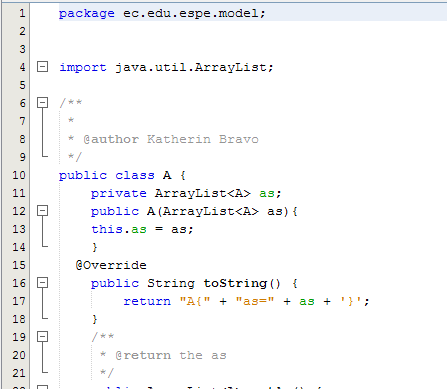 1 package ec.edu.espe.model;
2
3
4 import java.util.ArrayList;
5
6 /**
7 *
8 * @author Katherin Bravo
9 */
10 public class A {
11 private ArrayList<A> as;
12 public A(ArrayList<A> as){
13 this.as = as;
14 }
15 @Override
16 public String toString() {
17 return "A{" + "as=" + as + '}';
18 }
19 /**
20 * @return the as
21 */